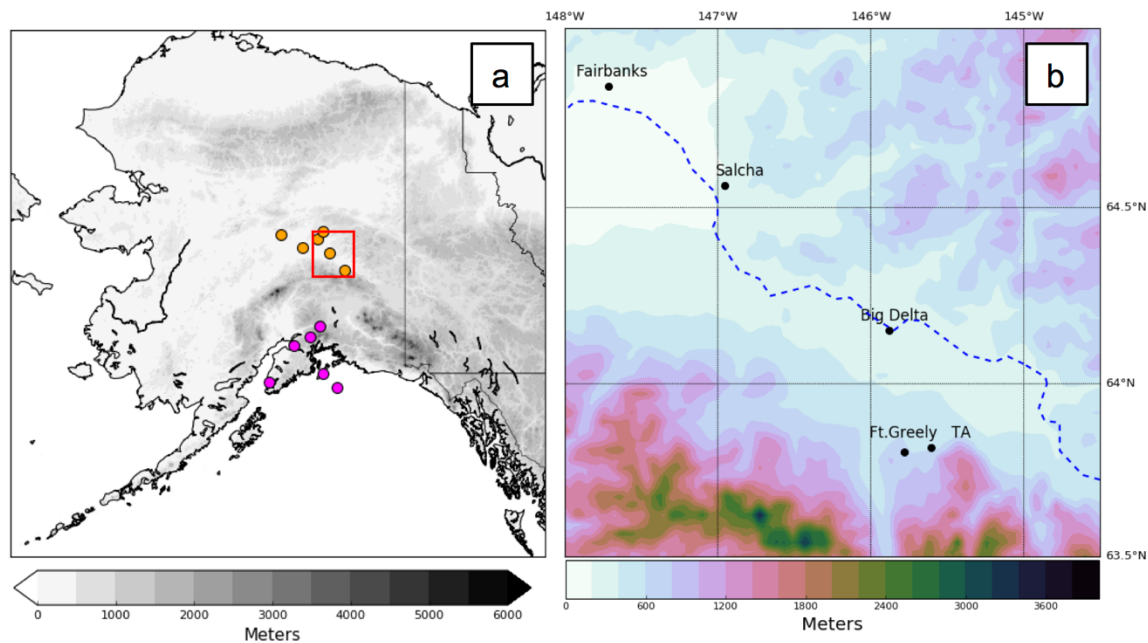 a
0 1000 2000 3000 4000 5000 6000
Meters
148°W 147°W 146°W 145°W
b
Fairbanks
Salcha
64.5°N
Big Delta
64°N
Ft.Greely TA
63.5°N
0 600 1200 1800 2400 3000 3600
Meters